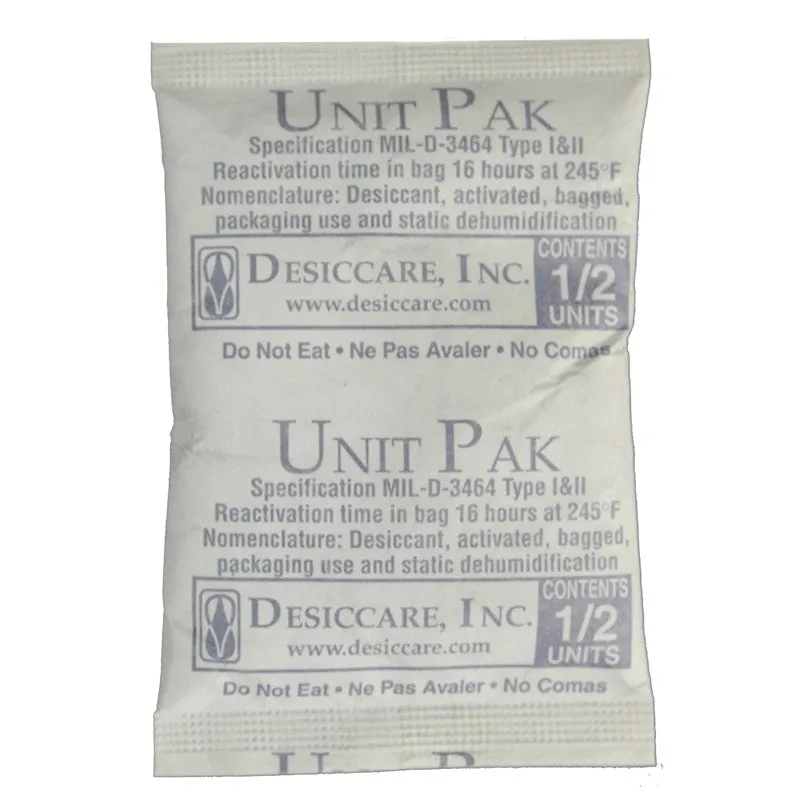 UNIT PAK
Specification MIL-D-3464 Type I&II
Reactivation time in bag 16 hours at 245°F
Nomenclature: Desiccant, activated, bagged,
packaging use and static dehumidification
DESICCARE, INC.
www.desiccare.com
CONTENTS
1/2
UNITS
Do Not Eat • Ne Pas Avaler • No Comas
UNIT PAK
Specification MIL-D-3464 Type I&II
Reactivation time in bag 16 hours at 245°F
Nomenclature: Desiccant, activated, bagged,
packaging use and static dehumidification
DESICCARE, INC.
www.desiccare.com
CONTENTS
1/2
UNITS
Do Not Eat • Ne Pas Avaler • No Comas
UNIT PAK